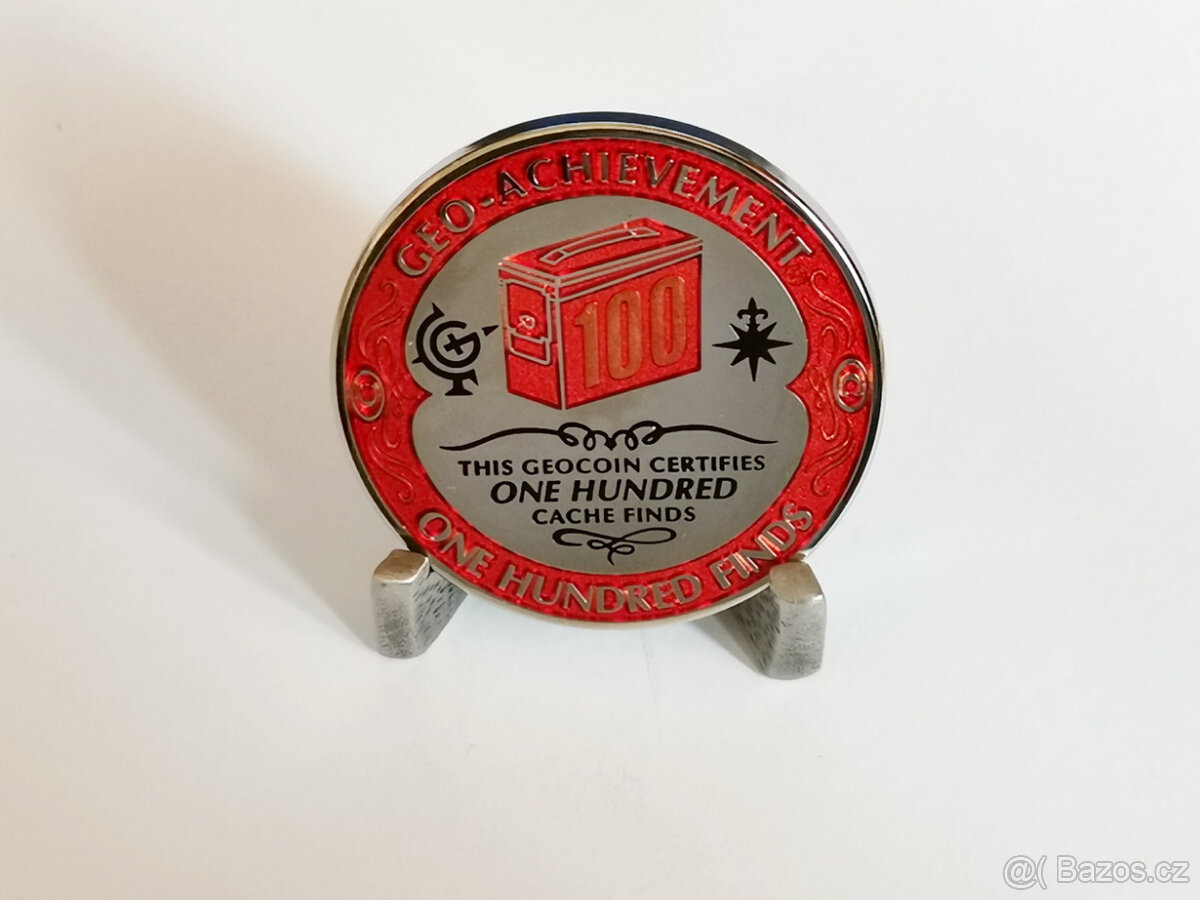 GEO-ACHIEVEMENT
100
THIS GEOCOIN CERTIFIES
ONE HUNDRED
CACHE FINDS
ONE HUNDRED FINDS
@( Bazos.cz